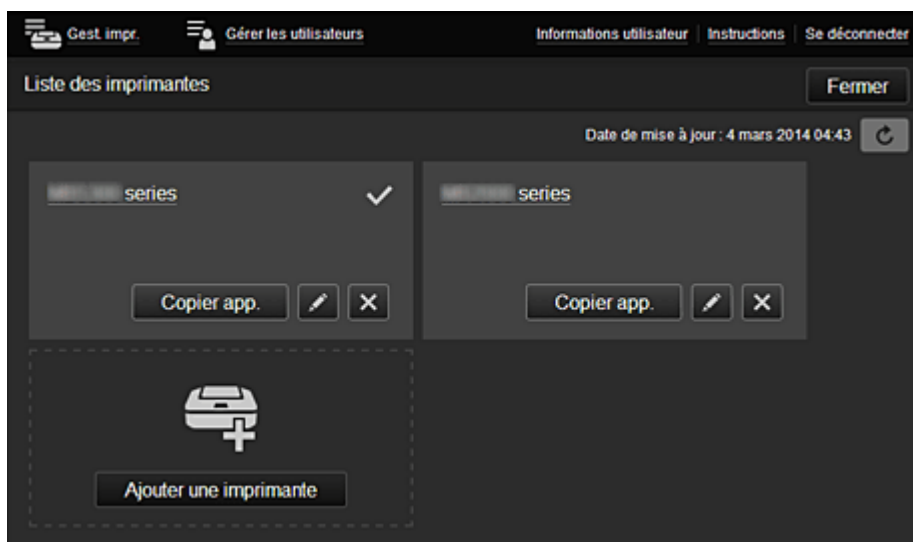 Gest. impr. Gérer les utilisateurs Informations utilisateur Instructions Se déconnecter
Liste des imprimantes Fermer
Date de mise à jour : 4 mars 2014 04:43
series series
Copier app. Copier app.
Ajouter une imprimante